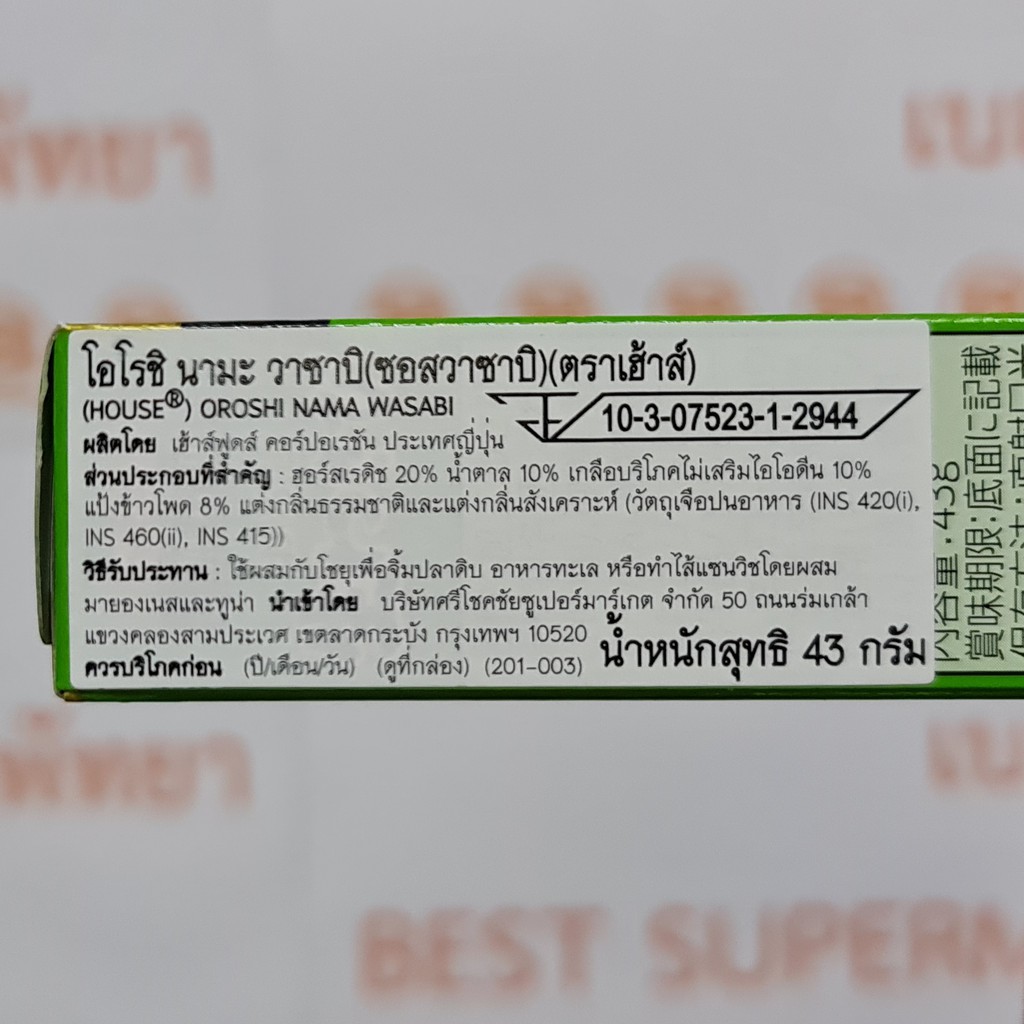 พัทยา
โอโรชิ นามะ วาซาบิ(ซอสวาซาบิ)(ตราเฮ้าส์)
(HOUSE®) OROSHI NAMA WASABI
10-3-07523-1-2944
ผลิตโดย เฮ้าส์ฟูดส์ คอร์ปอเรชัน ประเทศญี่ปุ่น
ส่วนประกอบที่สำคัญ : ฮอร์สเรดิช 20% น้ำตาล 10% เกลือบริโภคไม่เสริมไอโอดีน 10%
แป้งข้าวโพด 8% แต่งกลิ่นธรรมชาติและแต่งกลิ่นสังเคราะห์ (วัตถุเจือปนอาหาร (INS 420(i),
INS 460(ii), INS 415))
วิธีรับประทาน : ใช้ผสมกับโชยุเพื่อจิ้มปลาดิบ อาหารทะเล หรือทำไส้แซนวิชโดยผสม
มายองเนสและทูน่า นำเข้าโดย บริษัทศรีโชคชัยซูเปอร์มาร์เกต จำกัด 50 ถนนร่มเกล้า
แขวงคลองสามประเวศ เขตลาดกระบัง กรุงเทพฯ 10520
น้ำหนักสุทธิ 43 กรัม
ควรบริโภคก่อน (ปี/เดือน/วัน) (ดูที่กล่อง) (201-003)
内容量:43g
賞味期限:底面に記載
保存方法:直射日光
พัทยา
BEST SUPERM